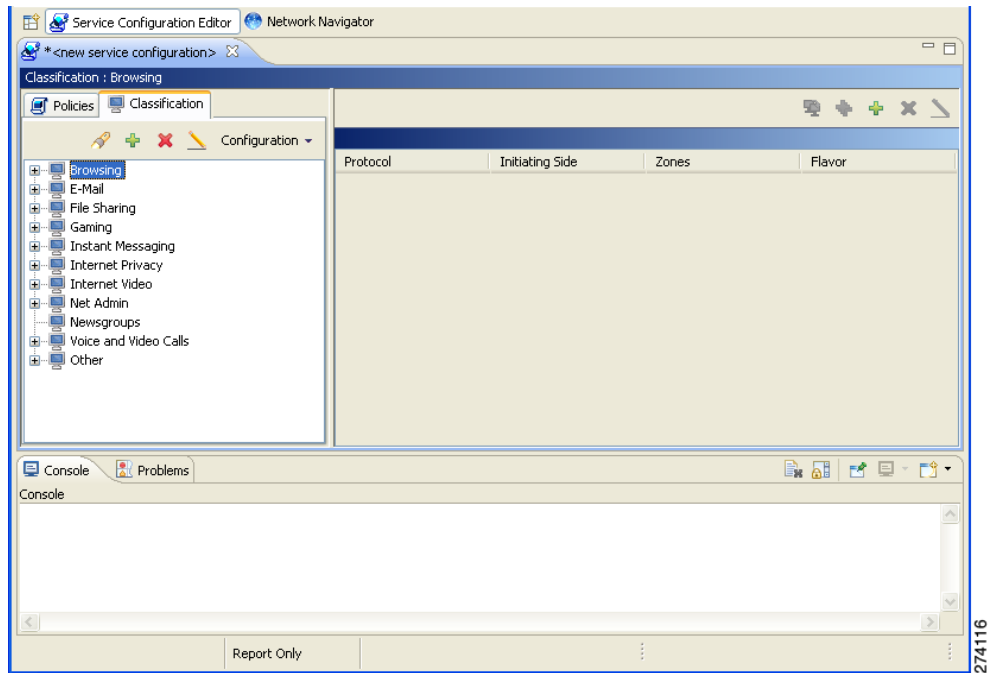 Service Configuration Editor Network Navigator
*<new service configuration>
Classification : Browsing
Policies Classification
Configuration
Protocol Initiating Side Zones Flavor
Browsing
E-Mail
File Sharing
Gaming
Instant Messaging
Internet Privacy
Internet Video
Net Admin
Newsgroups
Voice and Video Calls
Other
Console Problems
Console
Report Only
274116